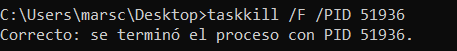 C:\Users\marsc\Desktop>taskkill /F /PID 51936
Correcto: se terminó el proceso con PID 51936.